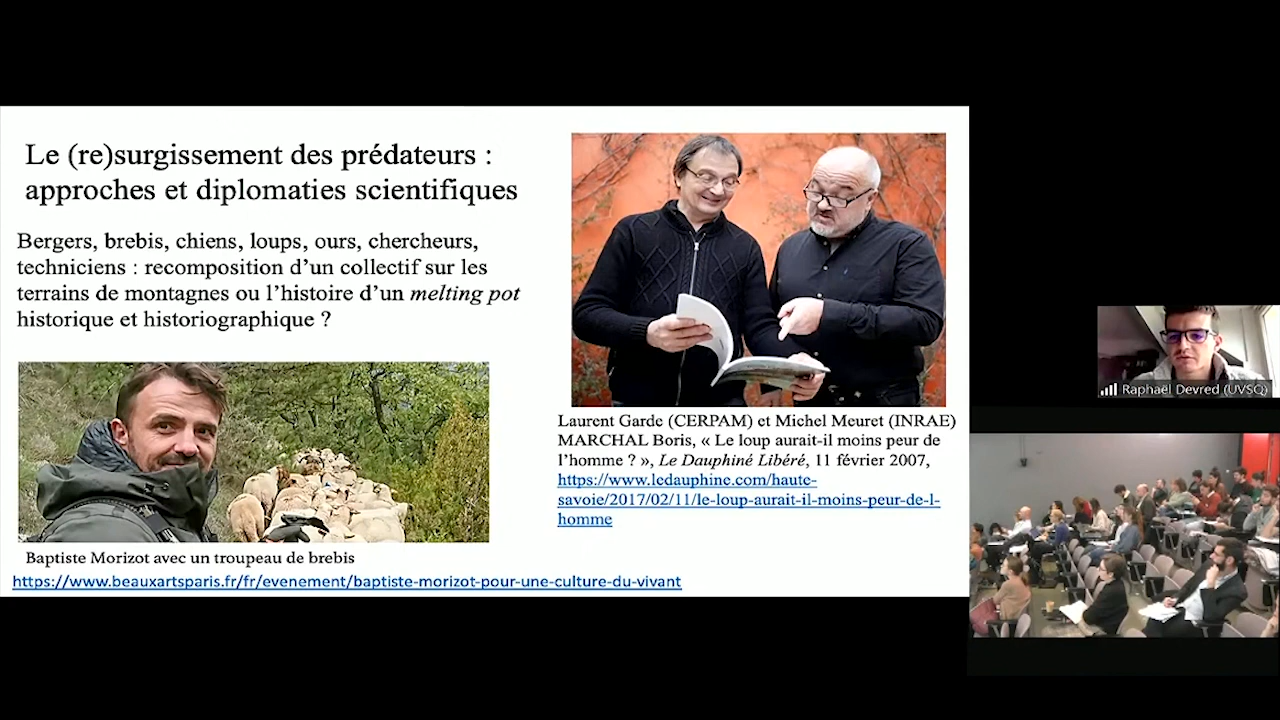 Le (re)surgissement des prédateurs :
approches et diplomaties scientifiques
Bergers, brebis, chiens, loups, ours, chercheurs,
techniciens : recomposition d’un collectif sur les
terrains de montagnes ou l’histoire d’un melting pot
historique et historiographique ?
Baptiste Morizot avec un troupeau de brebis
https://www.beauxartsparis.fr/fr/evenement/baptiste-morizot-pour-une-culture-du-vivant
Laurent Garde (CERPAM) et Michel Meuret (INRAE)
MARCHAL Boris, « Le loup aurait-il moins peur de
l’homme ? », Le Dauphiné Libéré, 11 février 2007,
https://www.ledauphine.com/haute-
savoie/2017/02/11/le-loup-aurait-il-moins-peur-de-l-
homme
Raphaël Devred (UVSQ)